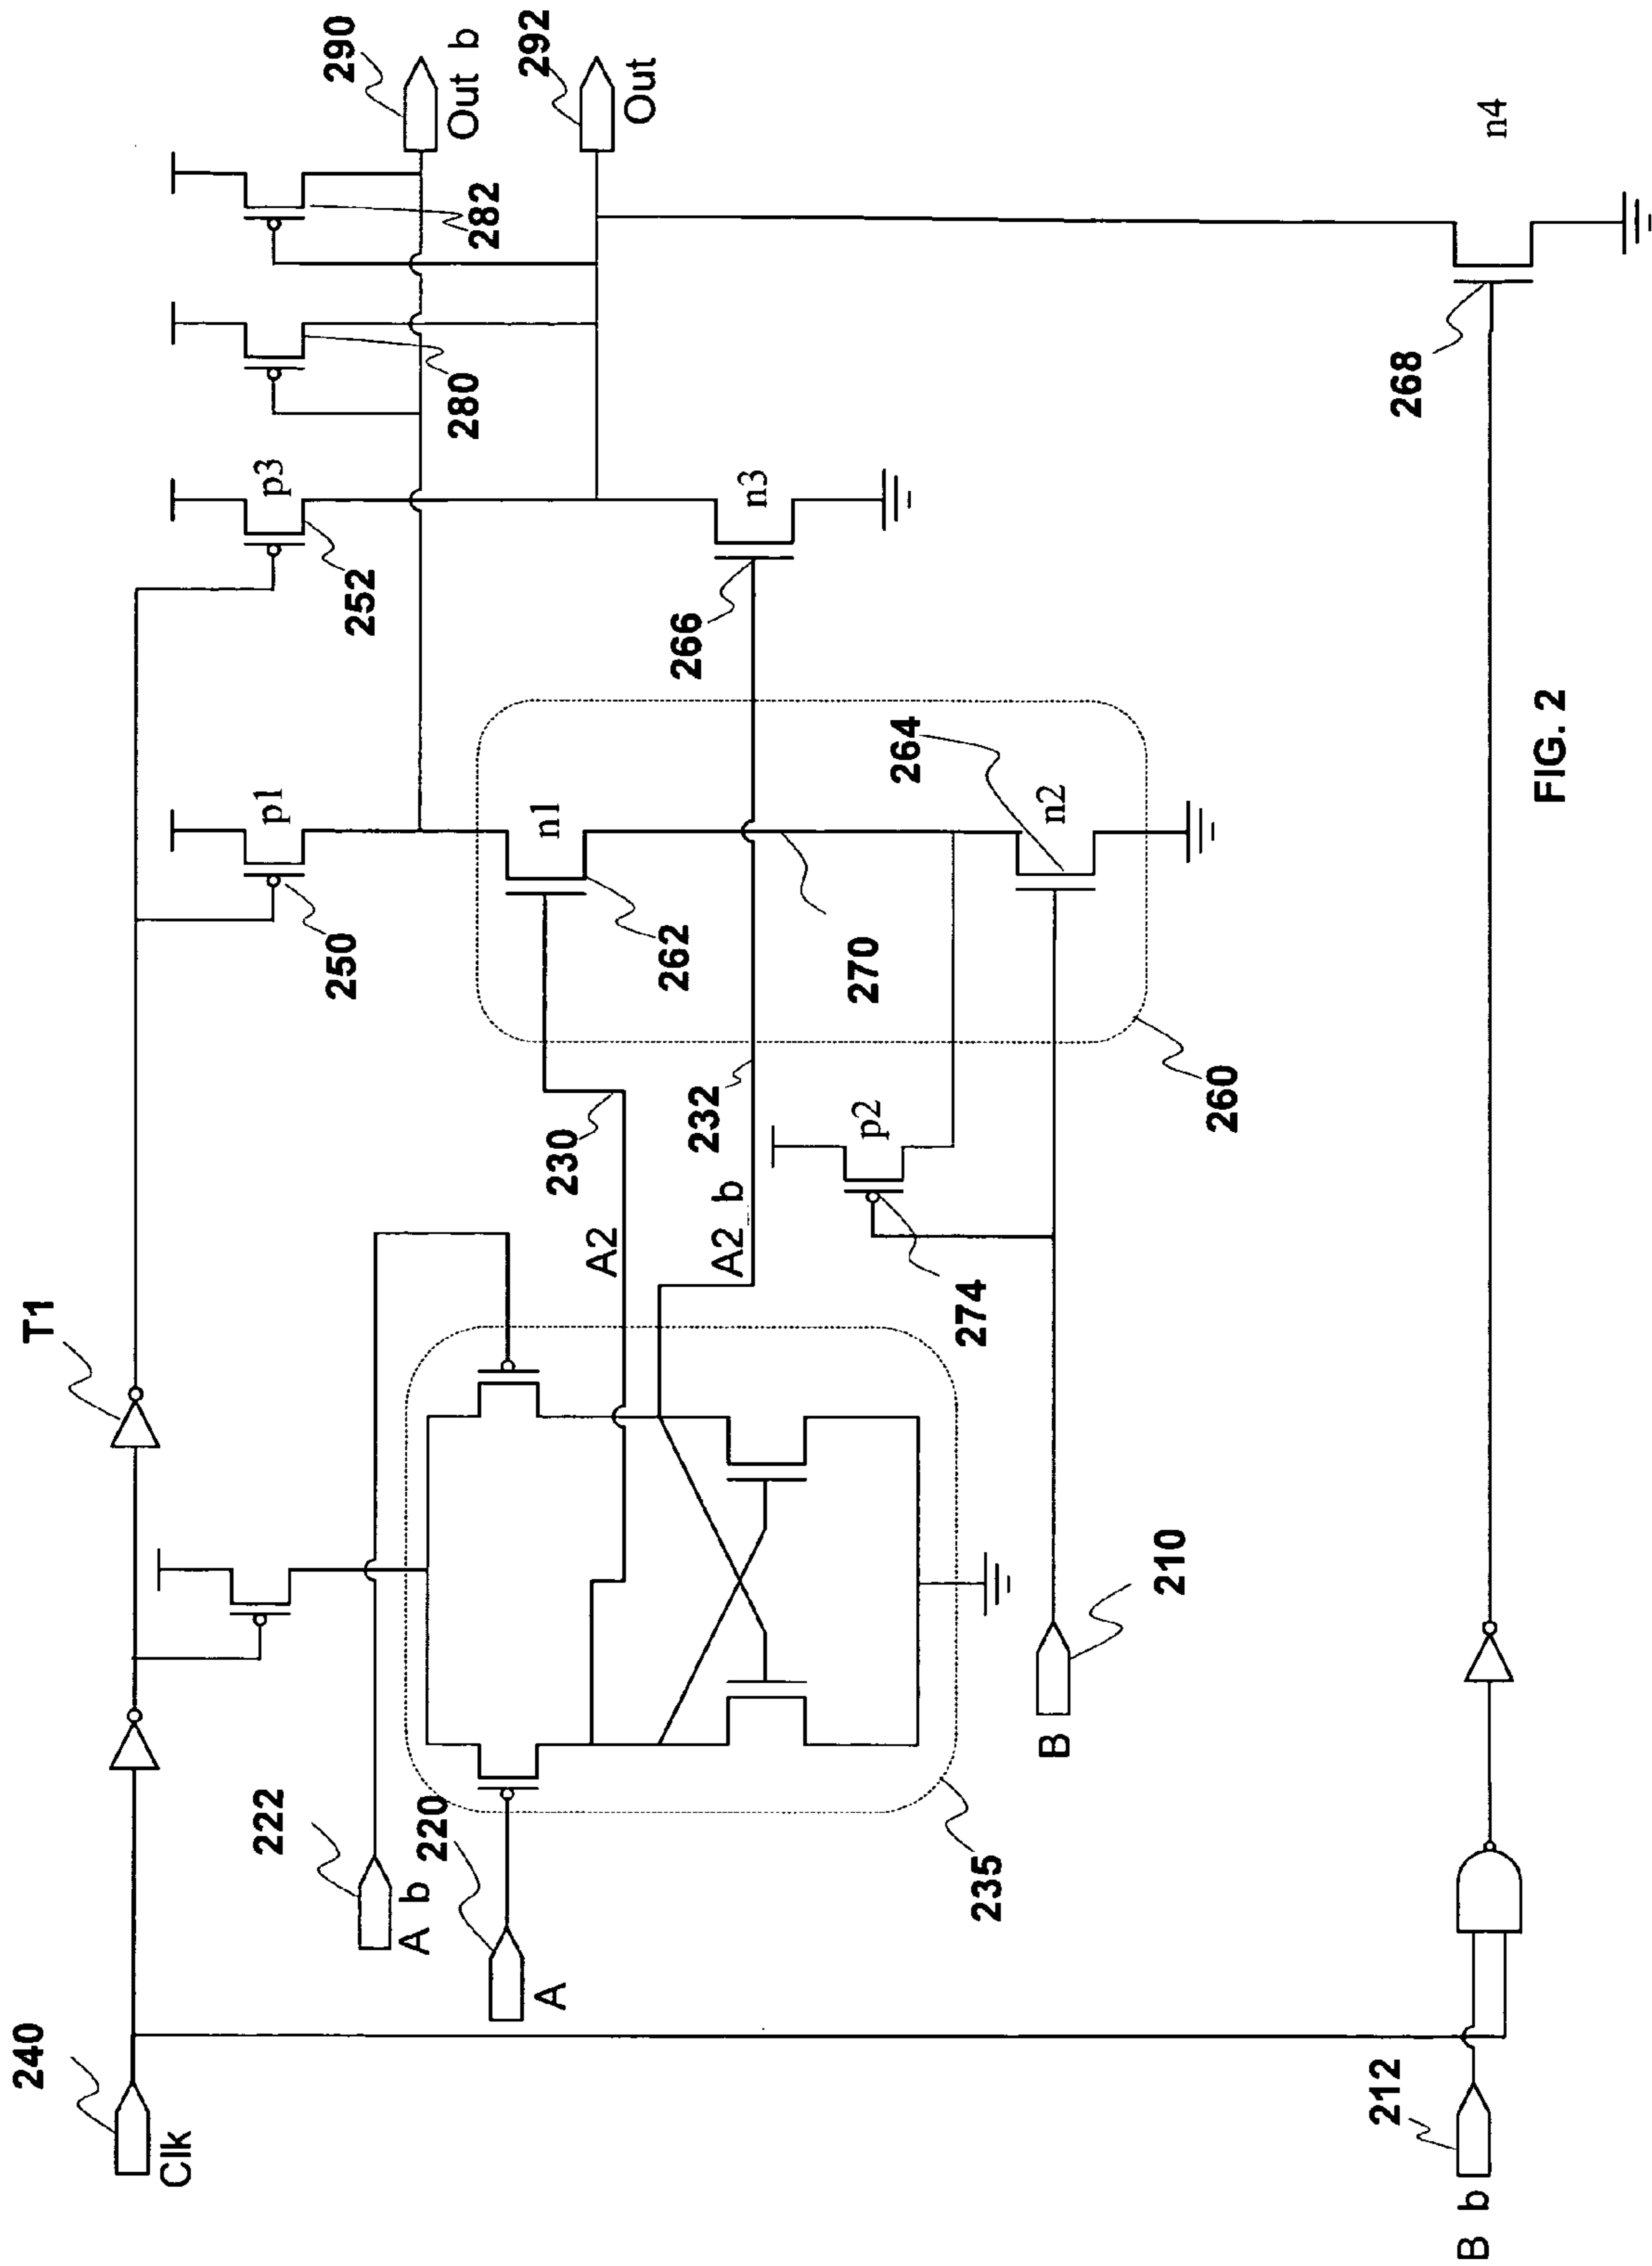 240
Clk
222
A b
220
A
T1
235
A2
230
A2 b
232
B
210
274
p2
250
p1
252
p3
n1
262
270
264
n2
260
266
n3
280
282
290
Out b
292
Out
212
B b
268
n4
FIG. 2